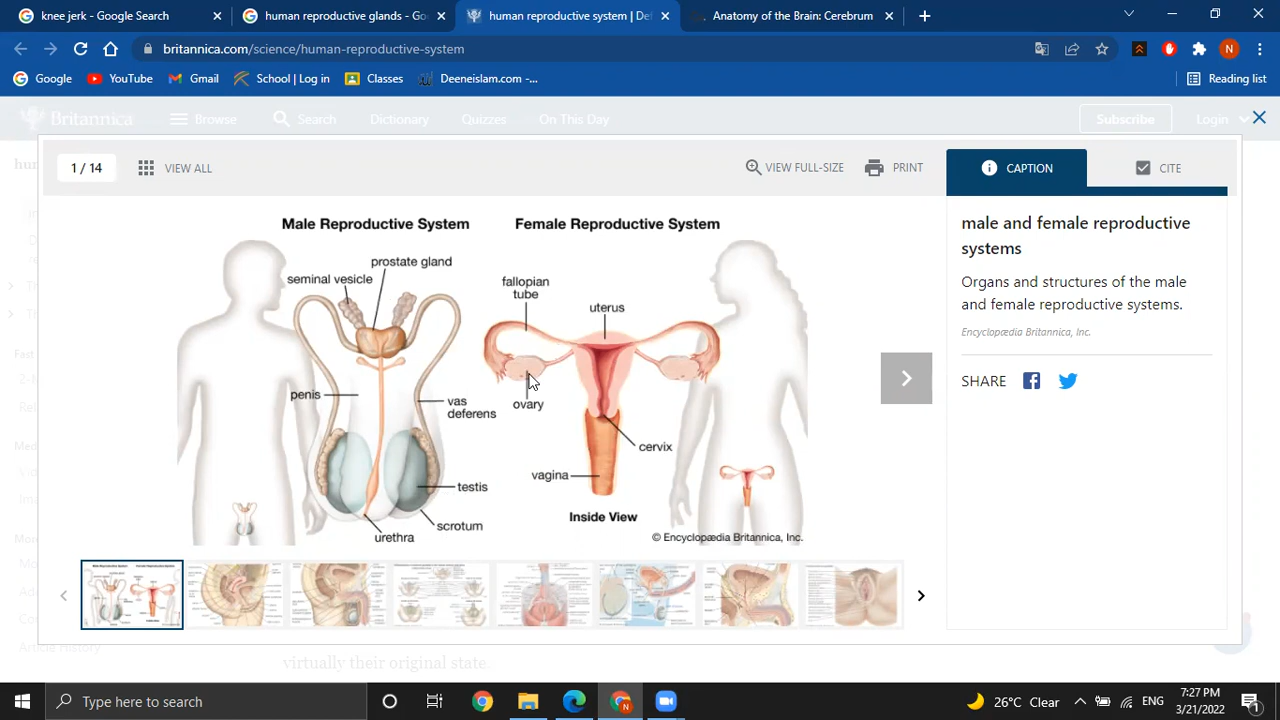 knee jerk - Google Search
human reproductive glands - Go
human reproductive system | De
Anatomy of the Brain: Cerebrum
britannica.com/science/human-reproductive-system
N
Google
YouTube
Gmail
School | Log in
Classes
Deeneislam.com -...
Reading list
Britannica
Browse
Search
Dictionary
Quizzes
On This Day
Subscribe
Login
1 / 14
VIEW ALL
VIEW FULL-SIZE
PRINT
CAPTION
CITE
Male Reproductive System
Female Reproductive System
prostate gland
seminal vesicle
fallopian
tube
uterus
penis
vas
deferens
ovary
cervix
vagina
testis
scrotum
urethra
Inside View
© Encyclopædia Britannica, Inc.
male and female reproductive
systems
Organs and structures of the male
and female reproductive systems.
Encyclopædia Britannica, Inc.
SHARE
Article History
virtually their original state.
Type here to search
26°C Clear
ENG
7:27 PM
3/21/2022